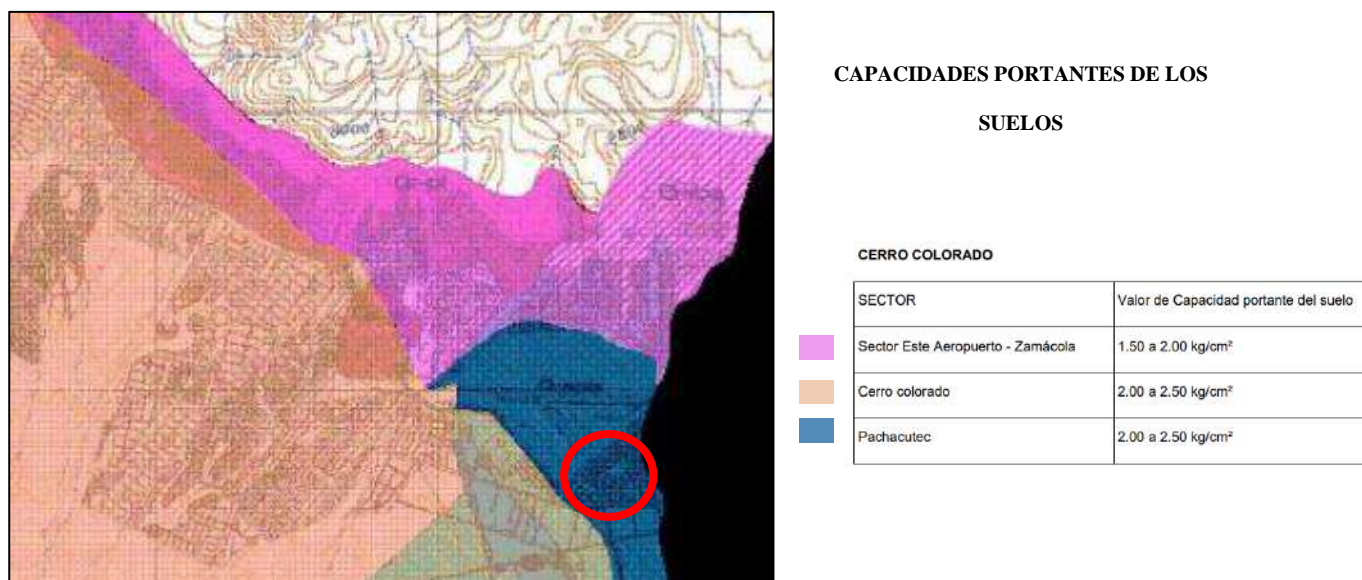 CAPACIDADES PORTANTES DE LOS
SUELOS
CERRO COLORADO
SECTOR Valor de Capacidad portante del suelo
Sector Este Aeropuerto - Zamácola 1.50 a 2.00 kg/cm²
Cerro colorado 2.00 a 2.50 kg/cm²
Pachacutec 2.00 a 2.50 kg/cm²